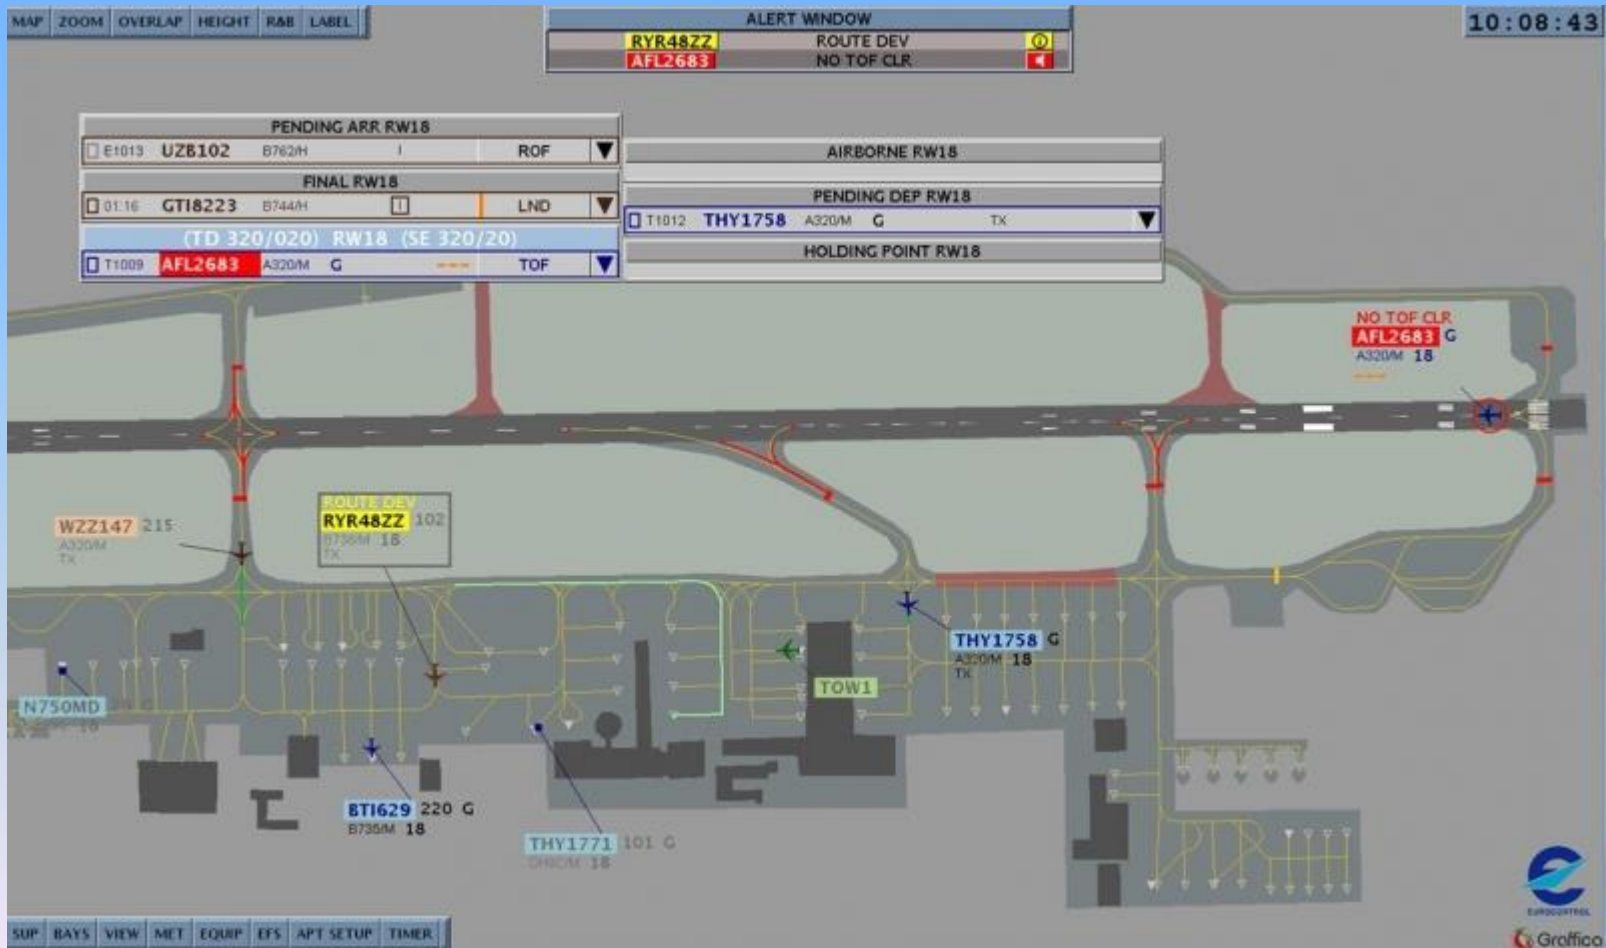 MAP ZOOM OVERLAP HEIGHT R&B LABEL
ALERT WINDOW
10:08:43
RYR48ZZ ROUTE DEV
AFL2683 NO TOF CLR
PENDING ARR RW18
E1013 UZB102 B762/H I ROF
FINAL RW18
01:16 GTI8223 B744/H I LND
(TD 320/020) RW18 (SE 320/20)
T1009 AFL2683 A320/M G --- TOF
AIRBORNE RW18
PENDING DEP RW18
T1012 THY1758 A320/M G TX
HOLDING POINT RW18
NO TOF CLR
AFL2683 G
A320/M 18
---
ROUTE DEV
RYR48ZZ 102
B738/M 18
TX
WZZ147 215
A320/M
TX
THY1758 G
A320/M 18
TX
TOW1
N750MD G
18
BTI629 220 G
B735/M 18
THY1771 101 G
DH8C/M 18
EUROCONTROL
Graffica
SUP BAYS VIEW MET EQUIP EFS APT SETUP TIMER